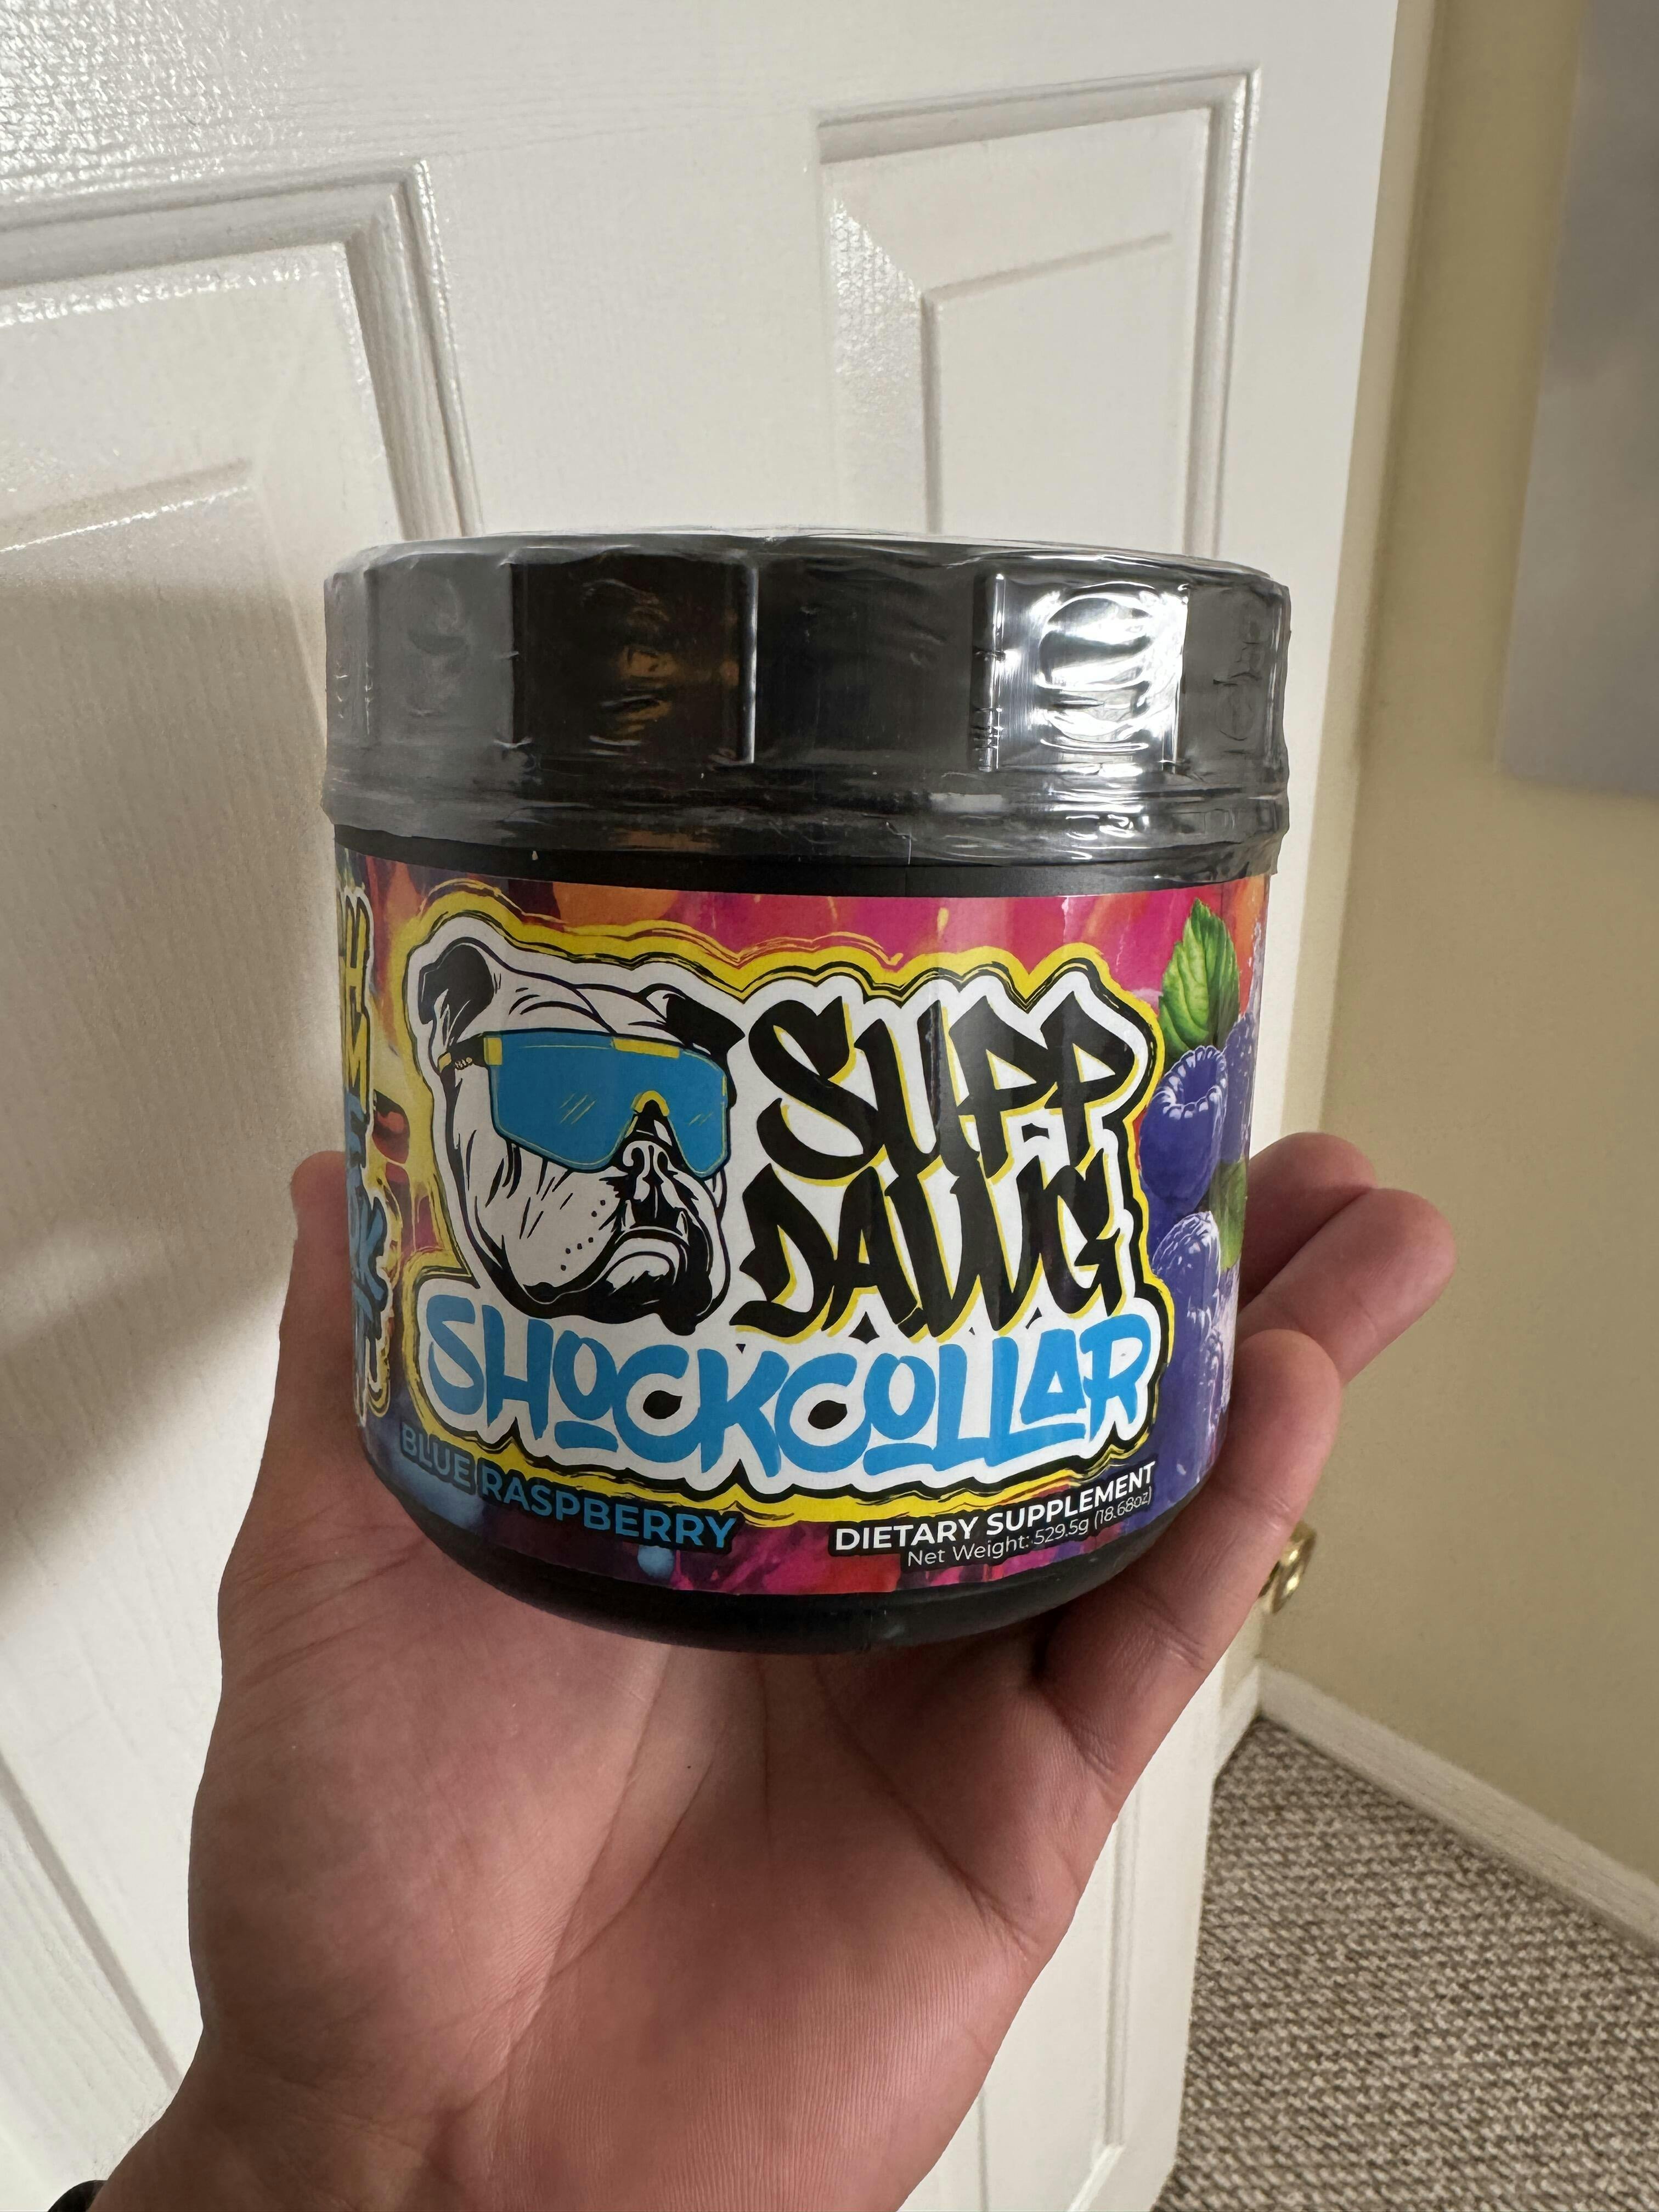 SUPP
DAWG
SHOCKCOLLAR
BLUE RASPBERRY
DIETARY SUPPLEMENT
Net Weight: 529.5g (18.68oz)